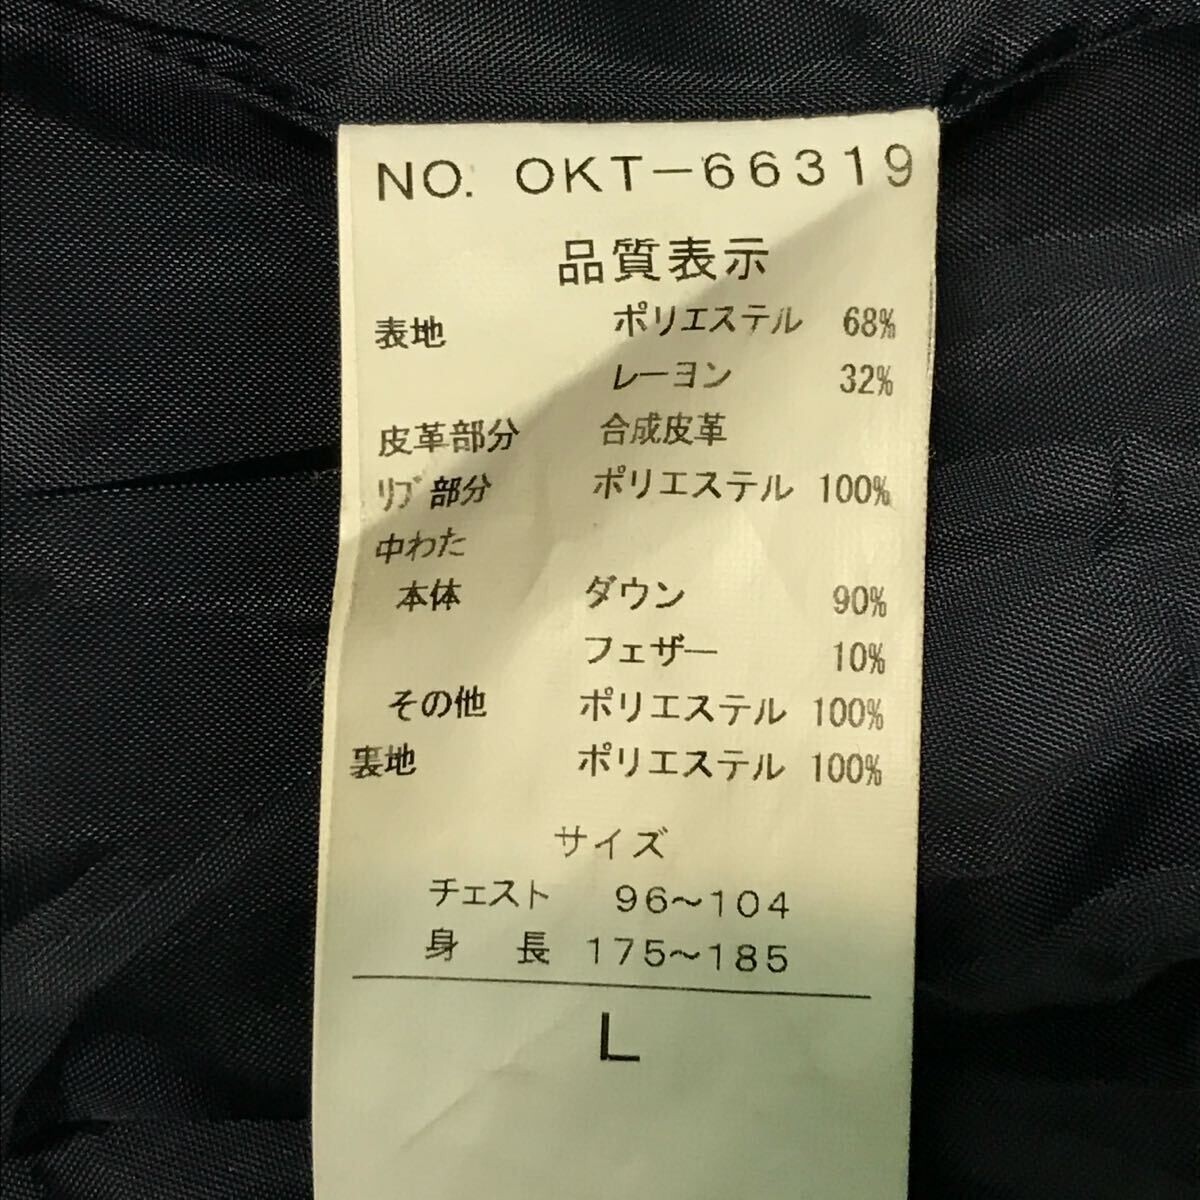 NO. OKT-66319
品質表示
表地 ポリエステル 68%
レーヨン 32%
皮革部分 合成皮革
リブ部分 ポリエステル 100%
中わた
本体 ダウン 90%
フェザー 10%
その他 ポリエステル 100%
裏地 ポリエステル 100%
サイズ
チェスト 96～104
身 長 175～185
L